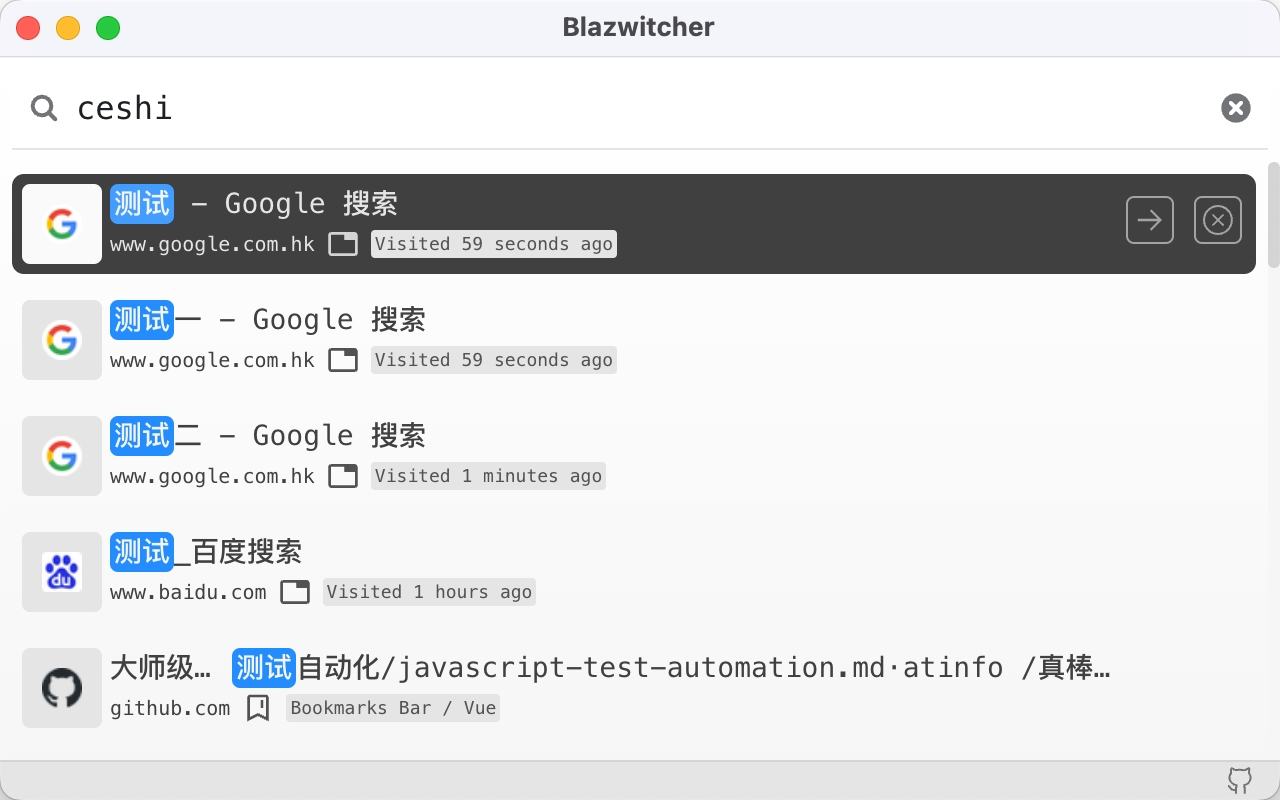 Blazwitcher
ceshi
测试 - Google 搜索
www.google.com.hk Visited 59 seconds ago
测试一 - Google 搜索
www.google.com.hk Visited 59 seconds ago
测试二 - Google 搜索
www.google.com.hk Visited 1 minutes ago
测试_百度搜索
du
www.baidu.com Visited 1 hours ago
大师级… 测试自动化/javascript-test-automation.md·atinfo /真棒…
github.com Bookmarks Bar / Vue